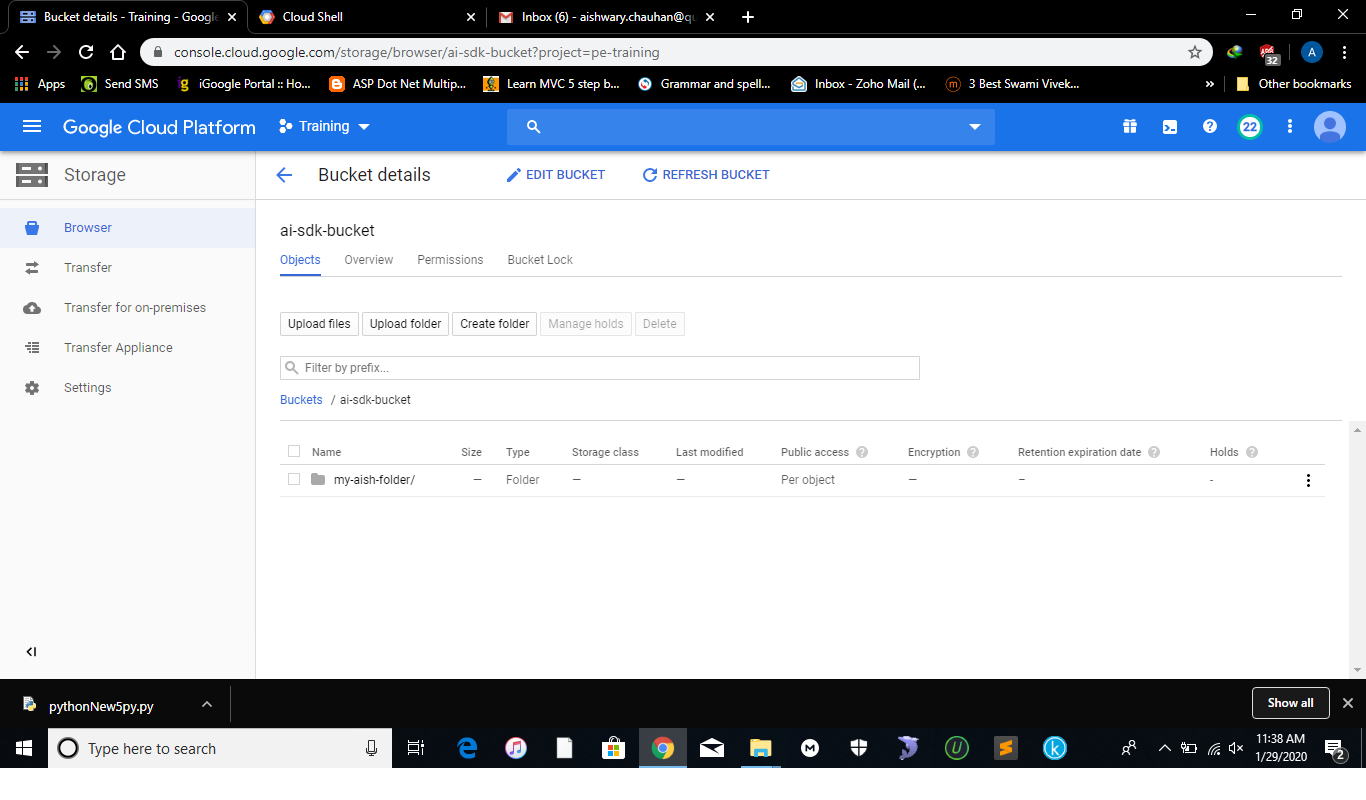 Bucket details - Training - Google
Cloud Shell
Inbox (6) - aishwary.chauhan@qu
console.cloud.google.com/storage/browser/ai-sdk-bucket?project=pe-training
32
A
Apps
Send SMS
iGoogle Portal :: Ho...
ASP Dot Net Multip...
Learn MVC 5 step b...
Grammar and spell...
Inbox - Zoho Mail (...
3 Best Swami Vivek...
»
Other bookmarks
Google Cloud Platform
Training
22
Storage
Bucket details
EDIT BUCKET
REFRESH BUCKET
Browser
Transfer
Transfer for on-premises
Transfer Appliance
Settings
ai-sdk-bucket
Objects Overview Permissions Bucket Lock
Upload files Upload folder Create folder Manage holds Delete
Filter by prefix...
Buckets / ai-sdk-bucket
Name Size Type Storage class Last modified Public access Encryption Retention expiration date Holds
my-aish-folder/ — Folder — — Per object — – -
pythonNew5py.py
Show all
Type here to search
11:38 AM
1/29/2020
2